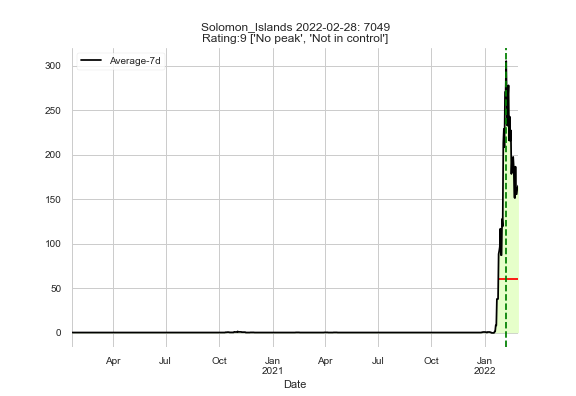 Solomon_Islands 2022-02-28: 7049
Rating:9 ['No peak', 'Not in control']
Average-7d
300
250
200
150
100
50
0
Apr Jul Oct Jan Apr Jul Oct Jan
2021 2022
Date